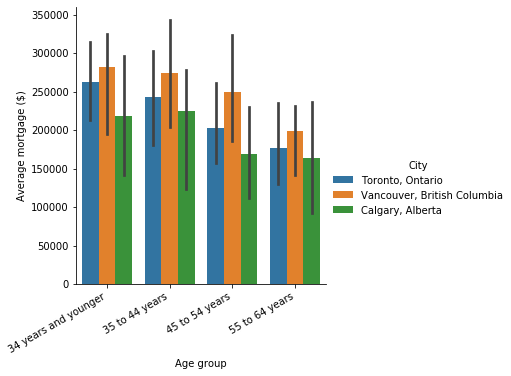 350000
300000
250000
200000
150000
100000
50000
0
Average mortgage ($)
34 years and younger
35 to 44 years
45 to 54 years
55 to 64 years
Age group
City
Toronto, Ontario
Vancouver, British Columbia
Calgary, Alberta